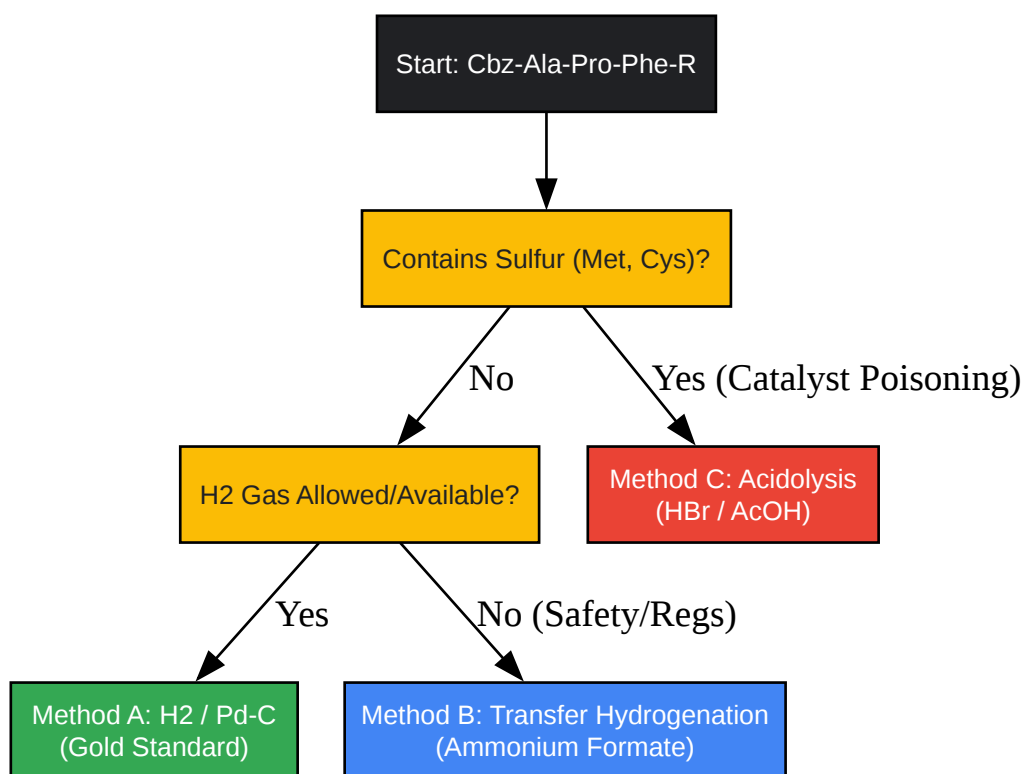 Start: Cbz-Ala-Pro-Phe-R
Contains Sulfur (Met, Cys)?
No
Yes (Catalyst Poisoning)
H2 Gas Allowed/Available?
Method C: Acidolysis
(HBr / AcOH)
Yes
No (Safety/Regs)
Method A: H2 / Pd-C
(Gold Standard)
Method B: Transfer Hydrogenation
(Ammonium Formate)